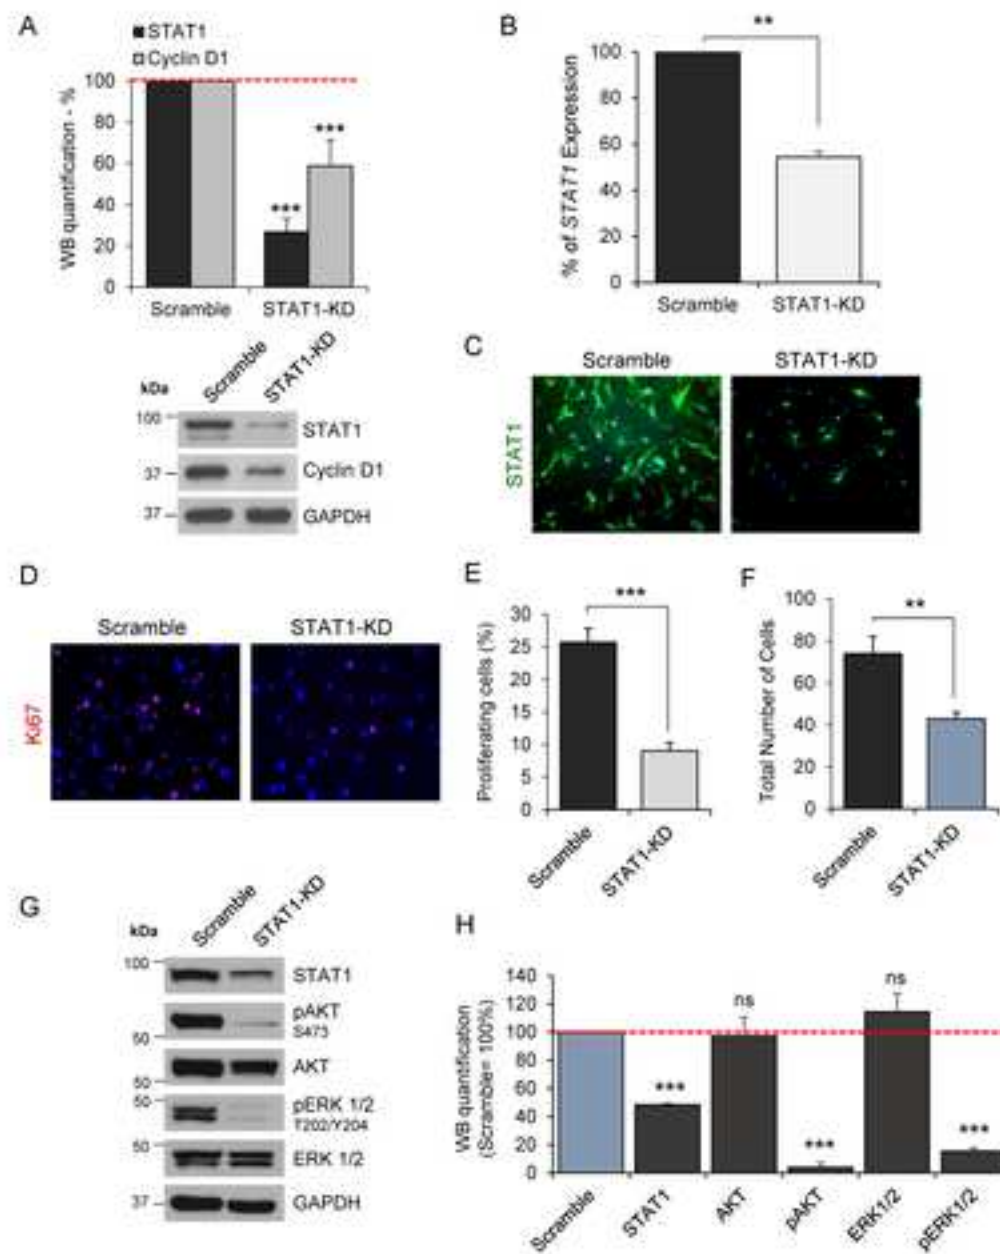 A
STAT1
Cyclin D1
WB quantification - %
100
80
60
40
20
0
***
***
Scramble
STAT1-KD
Scramble
STAT1-KD
kDa
STAT1
37
Cyclin D1
37
GAPDH
B
% of STAT1 Expression
100
80
60
40
20
0
**
Scramble
STAT1-KD
C
Scramble
STAT1-KD
STAT1
D
Scramble
STAT1-KD
Ki67
E
Proliferating cells (%)
30
25
20
15
10
5
0
***
Scramble
STAT1-KD
F
Total Number of Cells
100
80
60
40
20
0
**
Scramble
STAT1-KD
G
Scramble
STAT1-KD
kDa
100
STAT1
pAKT
S473
50
AKT
50
pERK 1/2
T202/Y204
50
ERK 1/2
37
GAPDH
H
WB quantification
(Scramble= 100%)
140
120
100
80
60
40
20
0
***
ns
***
ns
***
Scramble
STAT1
AKT
pAKT
ERK1/2
pERK1/2